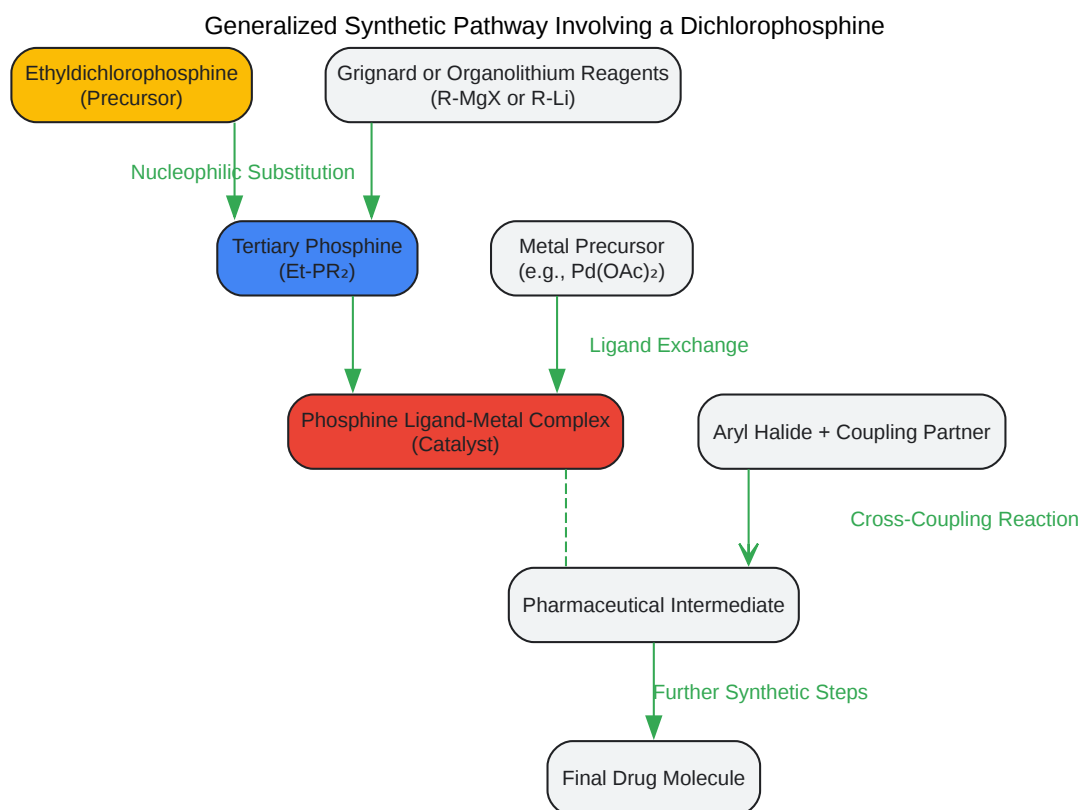 Generalized Synthetic Pathway Involving a Dichlorophosphine
Ethyldichlorophosphine
(Precursor)
Grignard or Organolithium Reagents
(R-MgX or R-Li)
Nucleophilic Substitution
Tertiary Phosphine
(Et-PR₂)
Metal Precursor
(e.g., Pd(OAc)₂)
Ligand Exchange
Phosphine Ligand-Metal Complex
(Catalyst)
Aryl Halide + Coupling Partner
Cross-Coupling Reaction
Pharmaceutical Intermediate
Further Synthetic Steps
Final Drug Molecule